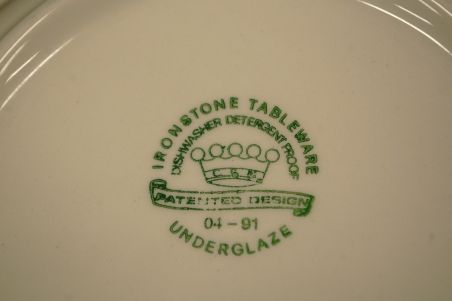 IRONSTONE TABLEWARE
DISHWASHER DETERGENT PROOF
PATENTED DESIGN
04-91
UNDERGLAZE